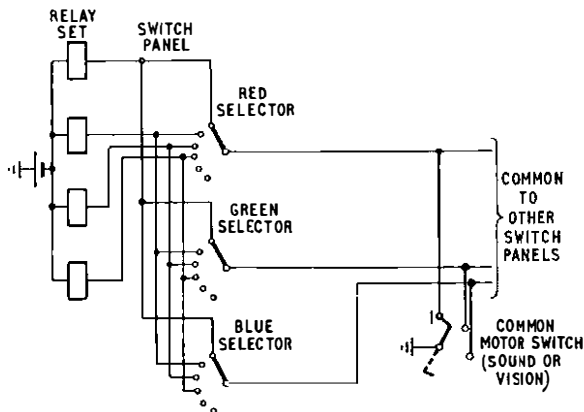 RELAY
SET
SWITCH
PANEL
RED
SELECTOR
GREEN
SELECTOR
BLUE
SELECTOR
COMMON
TO
OTHER
SWITCH
PANELS
COMMON
MOTOR SWITCH
(SOUND OR
VISION)